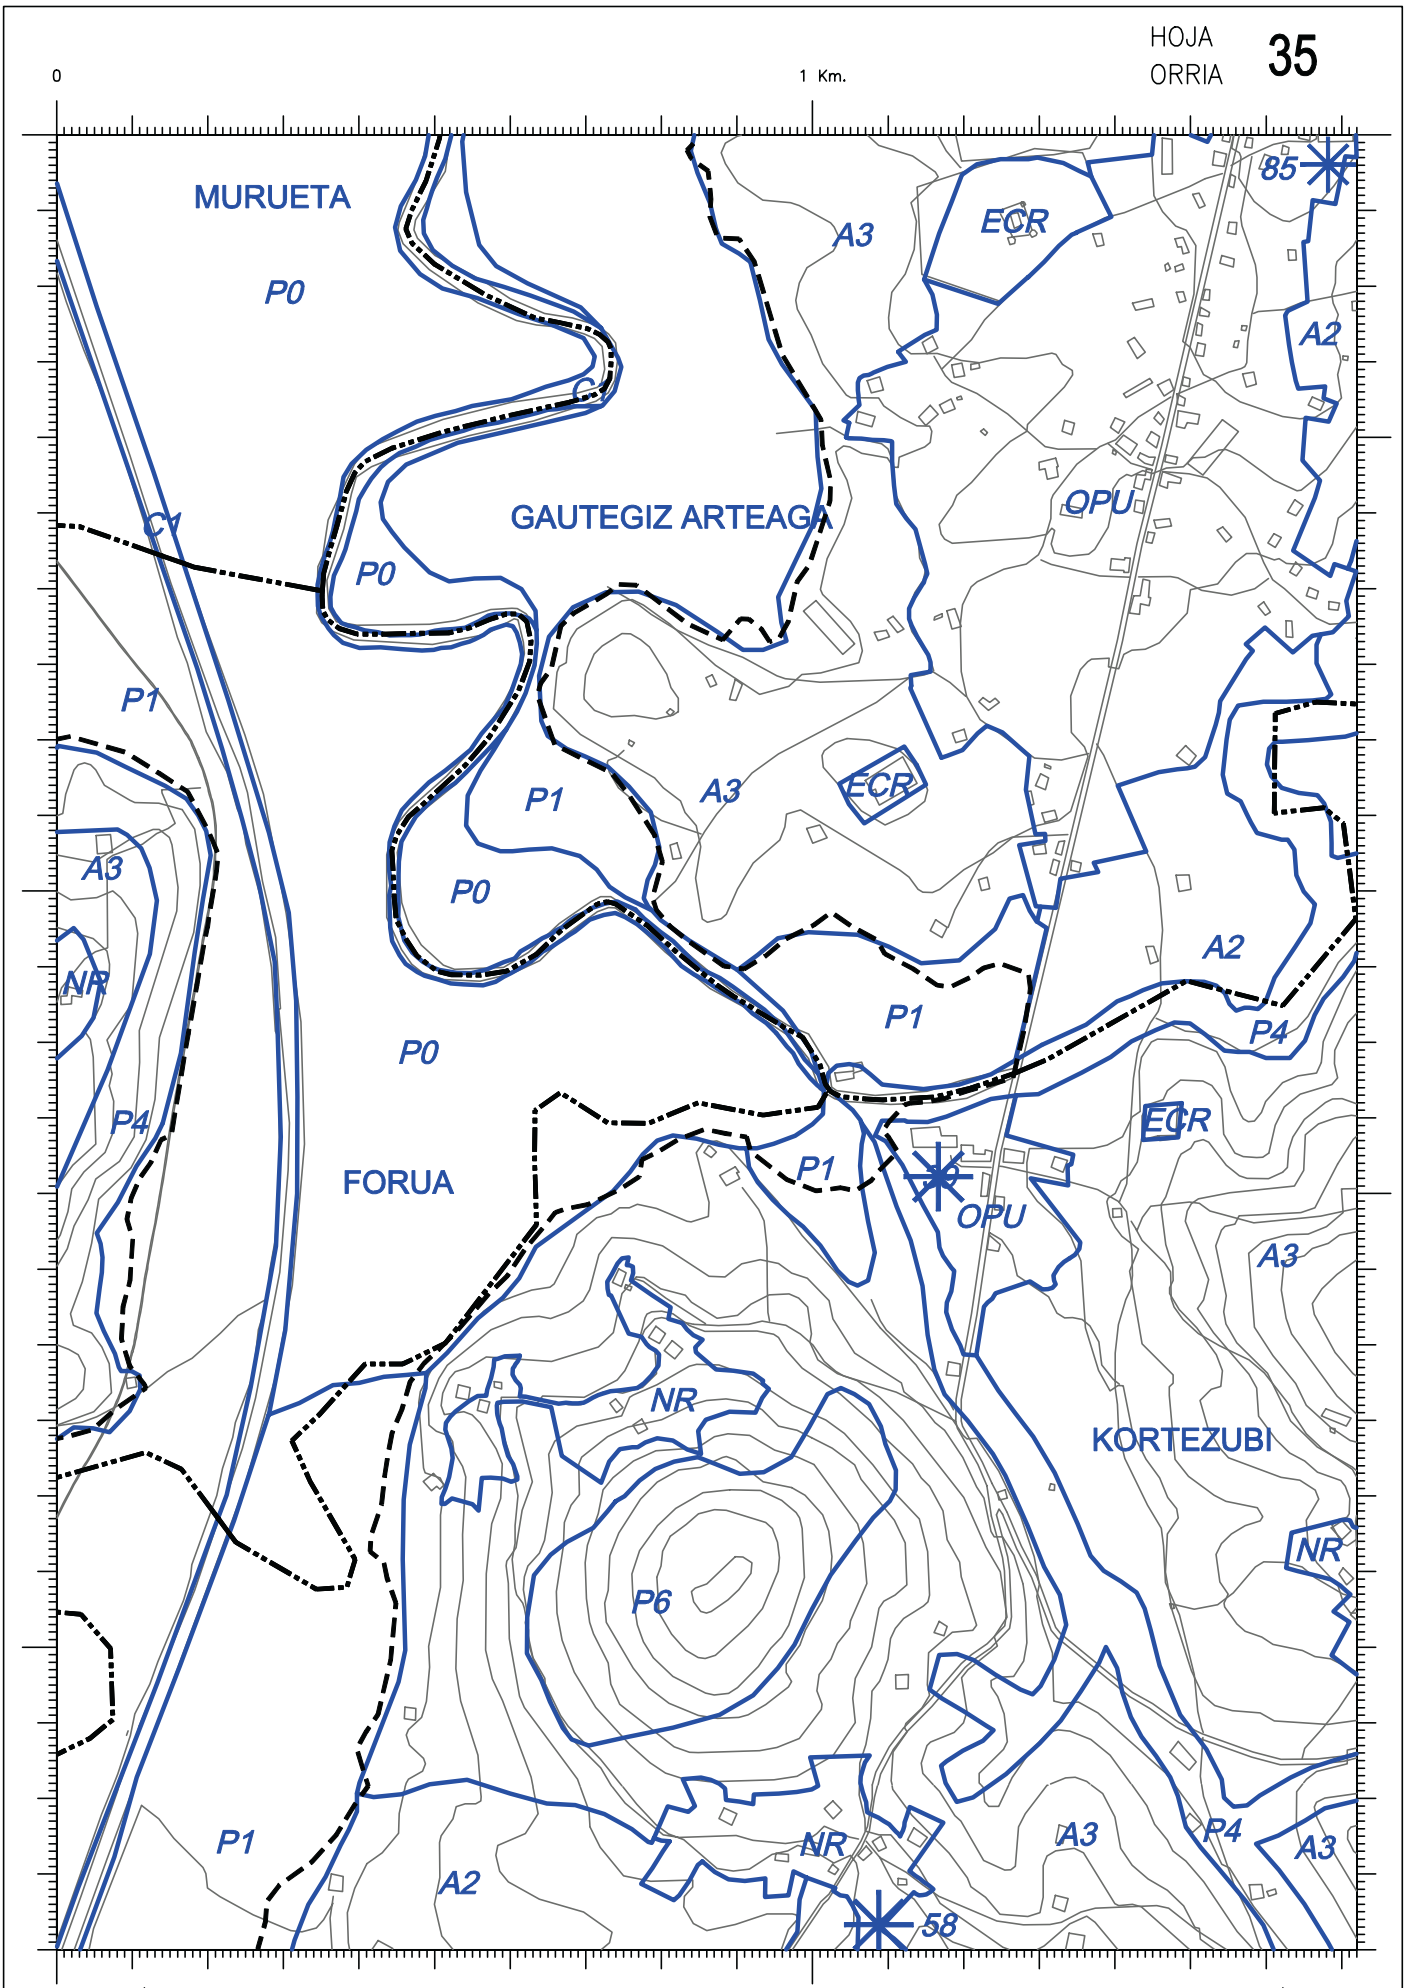 HOJA
ORRIA
35
0
1 Km.
85
MURUETA
ECR
A3
P0
A2
C1
OPU
GAUTEGIZ ARTEAGA
C1
P0
P1
ECR
A3
P1
A3
P0
A2
NR
P1
P4
P0
P4
ECR
P1
FORUA
OPU
A3
NR
KORTEZUBI
NR
P6
P4
A3
P1
NR
A3
A2
58